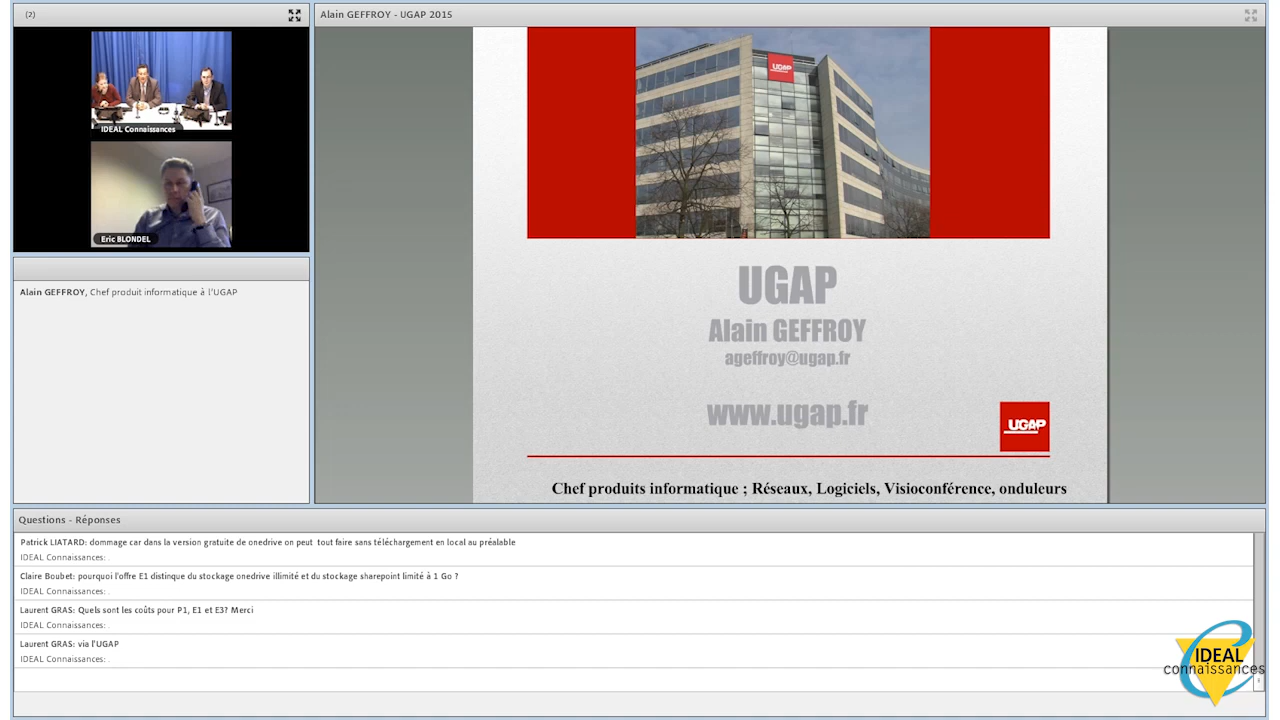 (2)
Alain GEFFROY - UGAP 2015
IDEAL Connaissances
Eric BLONDEL
Alain GEFFROY, Chef produit informatique à l'UGAP
UGAP
UGAP
Alain GEFFROY
ageffroy@ugap.fr
www.ugap.fr
UGAP
Chef produits informatique ; Réseaux, Logiciels, Visioconférence, onduleurs
Questions - Réponses
Patrick LIATARD: dommage car dans la version gratuite de onedrive on peut tout faire sans téléchargement en local au préalable
IDEAL Connaissances: .
Claire Boubet: pourquoi l'offre E1 distinque du stockage onedrive illimité et du stockage sharepoint limité à 1 Go ?
IDEAL Connaissances: .
Laurent GRAS: Quels sont les coûts pour P1, E1 et E3? Merci
IDEAL Connaissances: .
Laurent GRAS: via l'UGAP
IDEAL Connaissances: .
IDEAL
connaissances